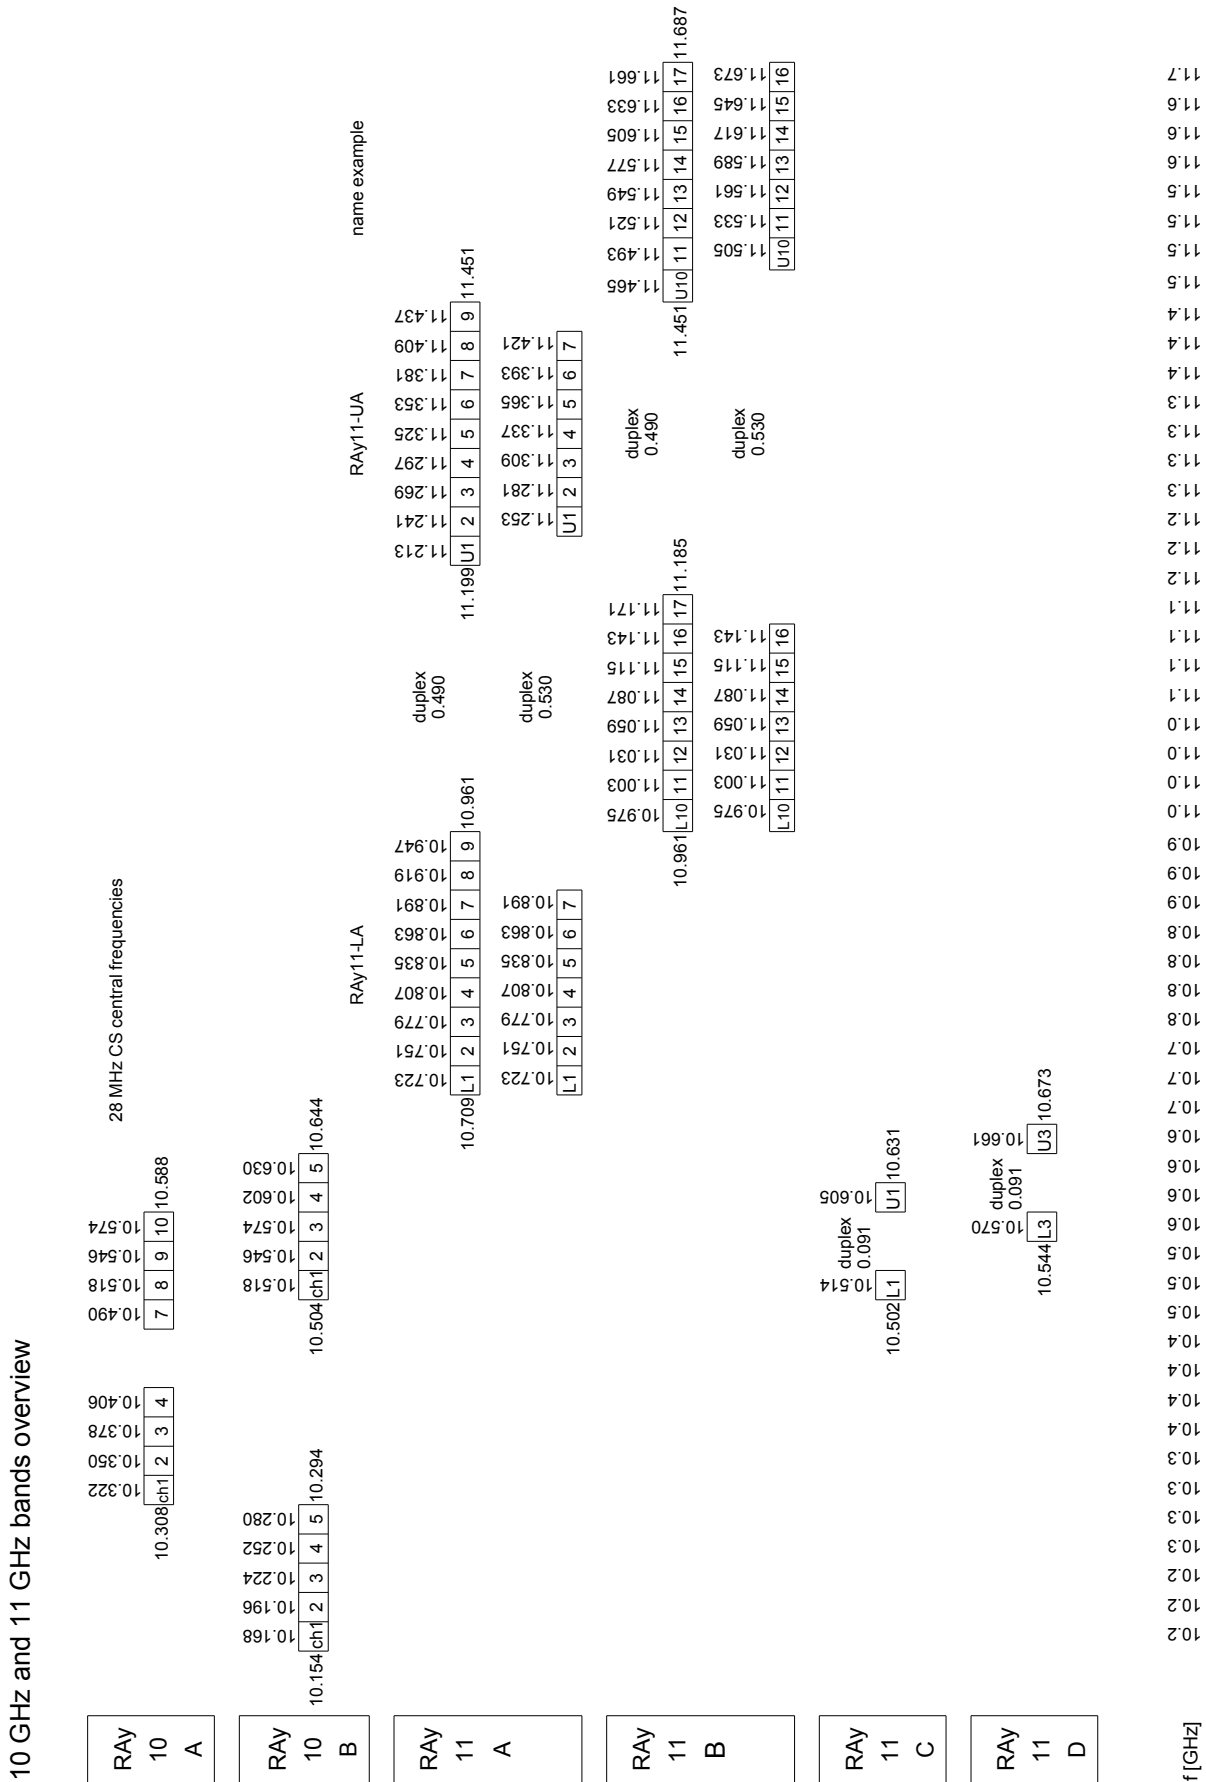 10 GHz and 11 GHz bands overview
28 MHz CS central frequencies
RAy
10
A
10.322 10.350 10.378 10.406 10.490 10.518 10.546 10.574
10.308 ch1 2 3 4 7 8 9 10 10.588
RAy
10
B
10.168 10.196 10.224 10.252 10.280 10.518 10.546 10.574 10.602 10.630
10.154 ch1 2 3 4 5 10.294 10.504 ch1 2 3 4 5 10.644
RAy11-LA RAy11-UA name example
RAy
11
A
10.723 10.751 10.779 10.807 10.835 10.863 10.891 10.919 10.947 duplex 11.213 11.241 11.269 11.297 11.325 11.353 11.381 11.409 11.437
0.490
10.709 L1 2 3 4 5 6 7 8 9 10.961 11.199 U1 2 3 4 5 6 7 8 9 11.451
10.723 10.751 10.779 10.807 10.835 10.863 10.891 duplex 11.253 11.281 11.309 11.337 11.365 11.393 11.421
0.530
L1 2 3 4 5 6 7 U1 2 3 4 5 6 7
RAy
11
B
10.975 11.003 11.031 11.059 11.087 11.115 11.143 11.171 duplex 11.465 11.493 11.521 11.549 11.577 11.605 11.633 11.661
0.490
10.961 L10 11 12 13 14 15 16 17 11.185 11.451 U10 11 12 13 14 15 16 17 11.687
10.975 11.003 11.031 11.059 11.087 11.115 11.143 duplex 11.505 11.533 11.561 11.589 11.617 11.645 11.673
0.530
L10 11 12 13 14 15 16 U10 11 12 13 14 15 16
RAy
11
C
10.514 duplex 10.605
0.091
10.502 L1 U1 10.631
RAy
11
D
10.570 duplex 10.661
0.091
10.544 L3 U3 10.673
f [GHz] 10.2 10.2 10.2 10.3 10.3 10.3 10.3 10.4 10.4 10.4 10.4 10.5 10.5 10.5 10.6 10.6 10.6 10.6 10.7 10.7 10.7 10.8 10.8 10.8 10.8 10.9 10.9 10.9 11.0 11.0 11.0 11.0 11.1 11.1 11.1 11.1 11.2 11.2 11.2 11.3 11.3 11.3 11.3 11.4 11.4 11.4 11.5 11.5 11.5 11.5 11.6 11.6 11.6 11.7